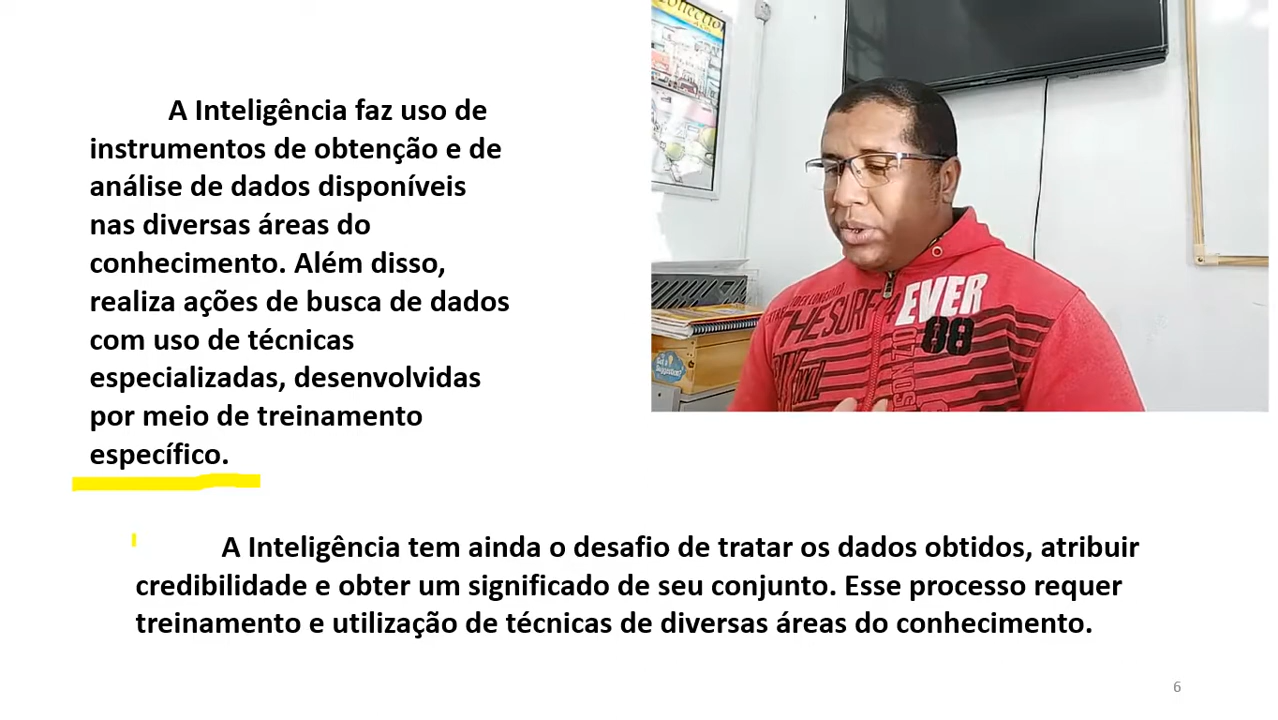 A Inteligência faz uso de
instrumentos de obtenção e de
análise de dados disponíveis
nas diversas áreas do
conhecimento. Além disso,
realiza ações de busca de dados
com uso de técnicas
especializadas, desenvolvidas
por meio de treinamento
específico.
EVER
88
A Inteligência tem ainda o desafio de tratar os dados obtidos, atribuir
credibilidade e obter um significado de seu conjunto. Esse processo requer
treinamento e utilização de técnicas de diversas áreas do conhecimento.
6